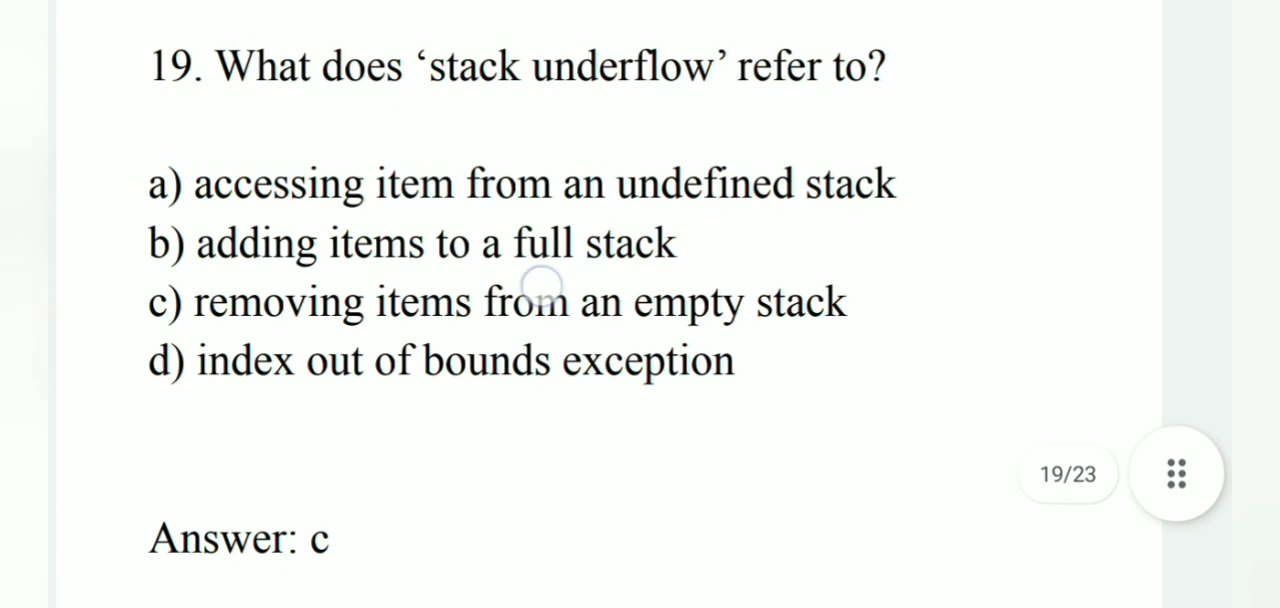 19. What does ‘stack underflow’ refer to?
a) accessing item from an undefined stack
b) adding items to a full stack
c) removing items from an empty stack
d) index out of bounds exception
19/23
Answer: c